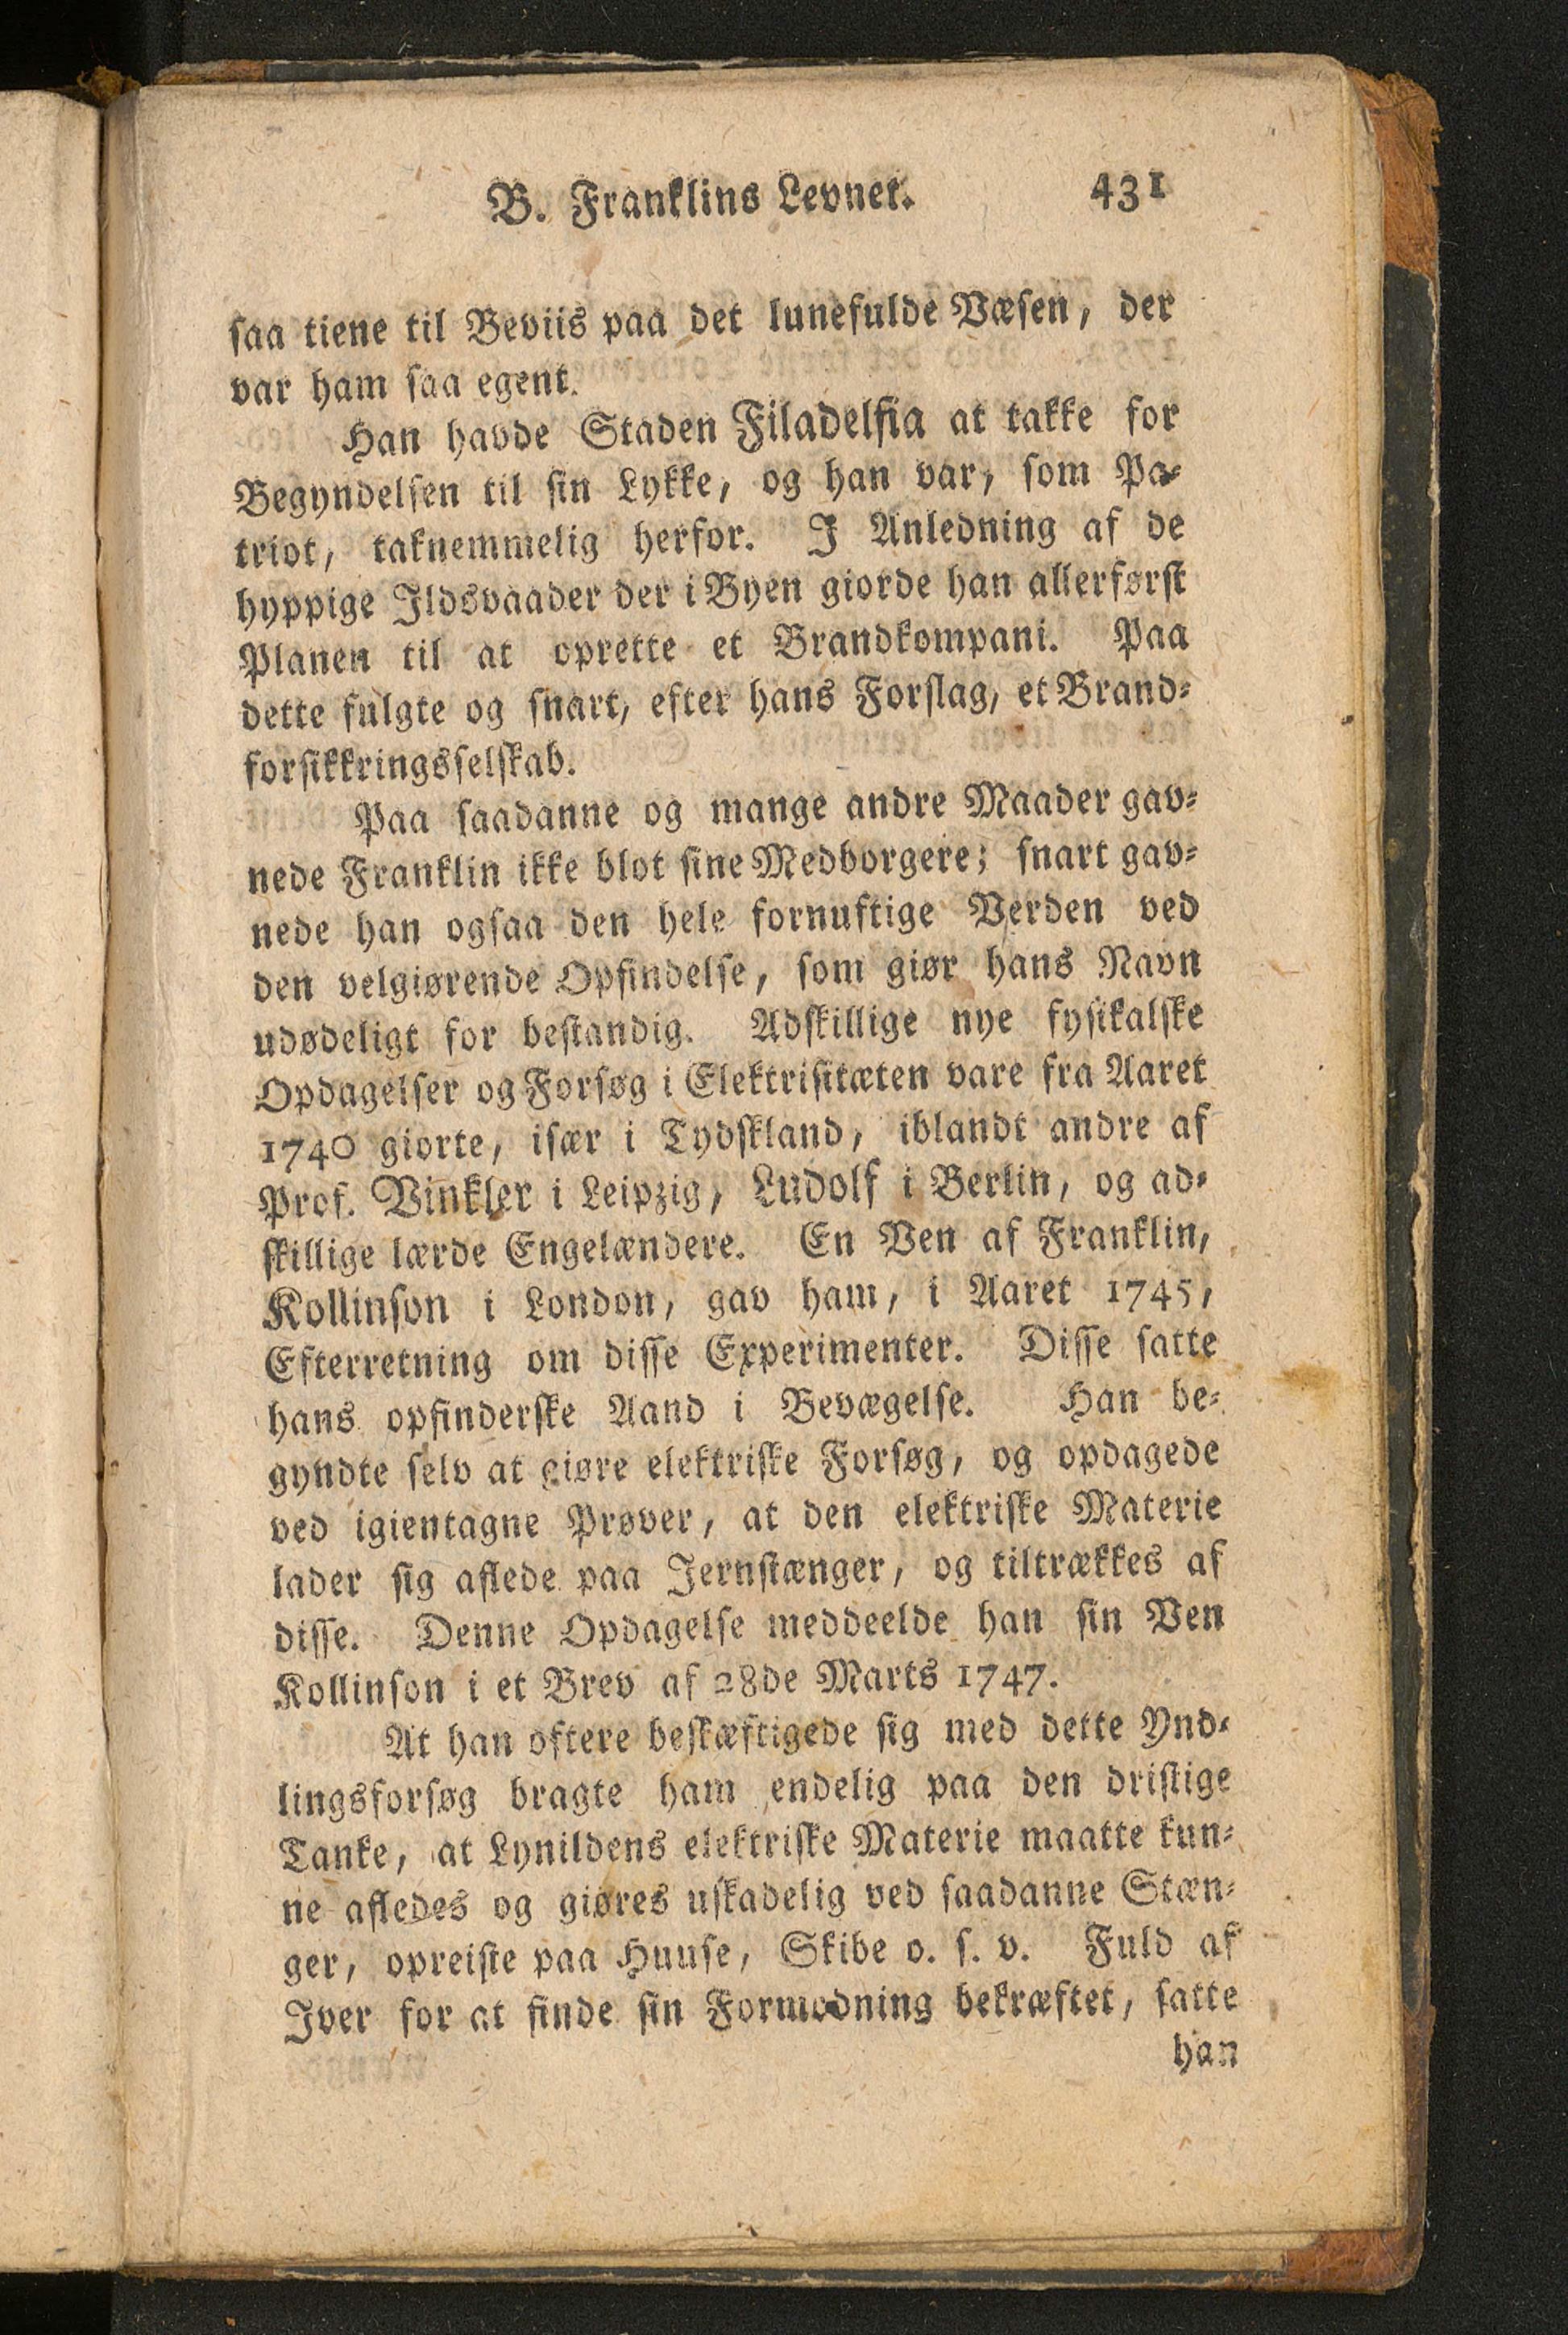 B. Franklins Levnet. 431
saa tiene til Beviis paa det lunefulde Væsen, der
var ham saa egent.
Han havde Staden Filadelfia at takke for
Begyndelsen til sin Lykke, og han var, som Pa-
triot, taknemmelig herfor. I Anledning af de
hyppige Ildsvaader der i Byen giorde han allerførst
Planen til at oprette et Brandkompani. Paa
dette fulgte og snart, efter hans Forslag, et Brand-
forsikkringsselskab.
Paa saadanne og mange andre Maader gav-
nede Franklin ikke blot sine Medborgere; snart gav-
nede han ogsaa den hele fornuftige Verden ved
den velgiørende Opfindelse, som giør hans Navn
udødeligt for bestandig. Adskillige nye fysikalske
Opdagelser og Forsøg i Elektrisitæten vare fra Aaret
1740 giorte, især i Tydskland, iblandt andre af
Prof. Vinkler i Leipzig, Ludolf i Berlin, og ad-
skillige lærde Engelændere. En Ven af Franklin,
Kollinson i London, gav ham, i Aaret 1745,
Efterretning om disse Experimenter. Disse satte
hans opfinderske Aand i Bevægelse. Han be-
gyndte selv at giøre elektriske Forsøg, og opdagede
ved igientagne Prøver, at den elektriske Materie
lader sig aflede paa Jernstænger, og tiltrækkes af
disse. Denne Opdagelse meddeelde han sin Ven
Kollinson i et Brev af 28de Marts 1747.
At han oftere beskæftigede sig med dette Ynd-
lingsforsøg bragte ham endelig paa den dristige
Tanke, at Lynildens elektriske Materie maatte kun-
ne afledes og giøres uskadelig ved saadanne Stæn-
ger, opreiste paa Huuse, Skibe o. s. v. Fuld af
Iver for at finde sin Formodning bekræftet, satte
han